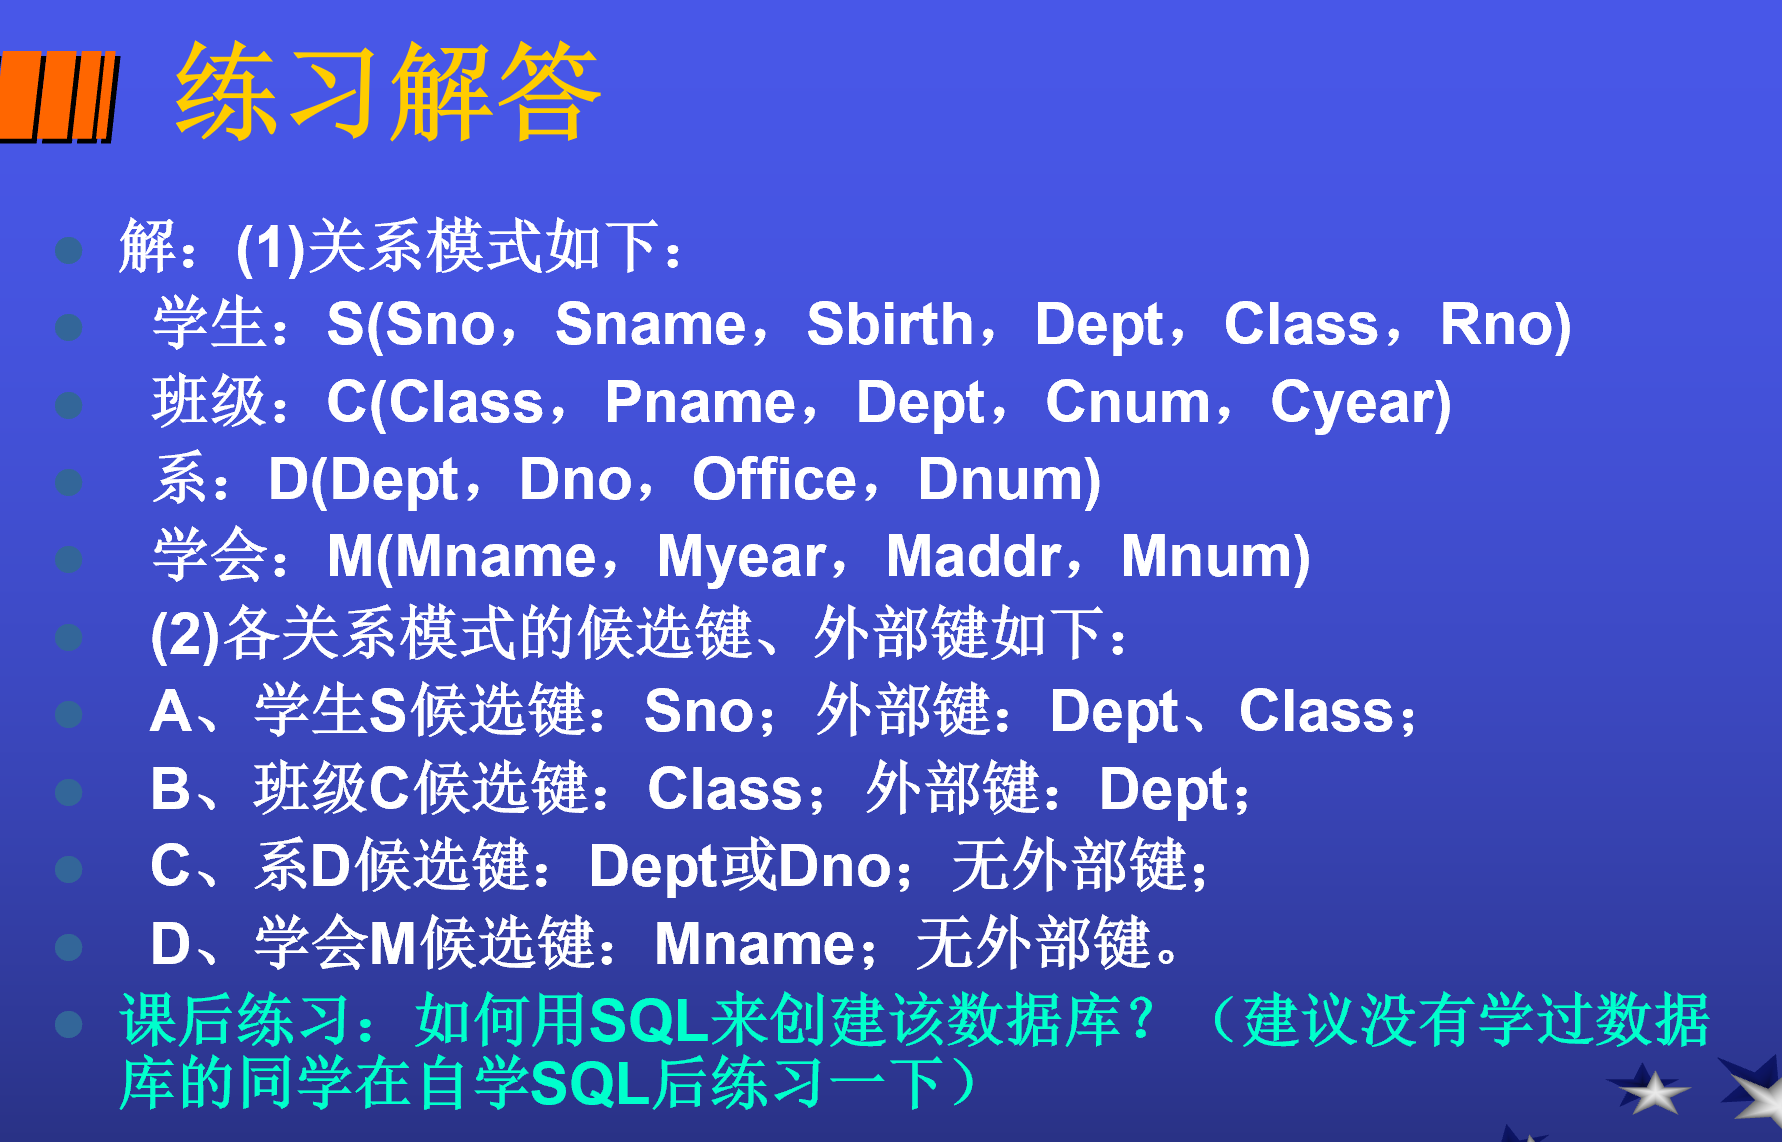 练习解答
解：(1)关系模式如下：
学生：S(Sno，Sname，Sbirth，Dept，Class，Rno)
班级：C(Class，Pname，Dept，Cnum，Cyear)
系：D(Dept，Dno，Office，Dnum)
学会：M(Mname，Myear，Maddr，Mnum)
(2)各关系模式的候选键、外部键如下：
A、学生S候选键：Sno；外部键：Dept、Class；
B、班级C候选键：Class；外部键：Dept；
C、系D候选键：Dept或Dno；无外部键；
D、学会M候选键：Mname；无外部键。
课后练习：如何用SQL来创建该数据库？（建议没有学过数据
库的同学在自学SQL后练习一下）